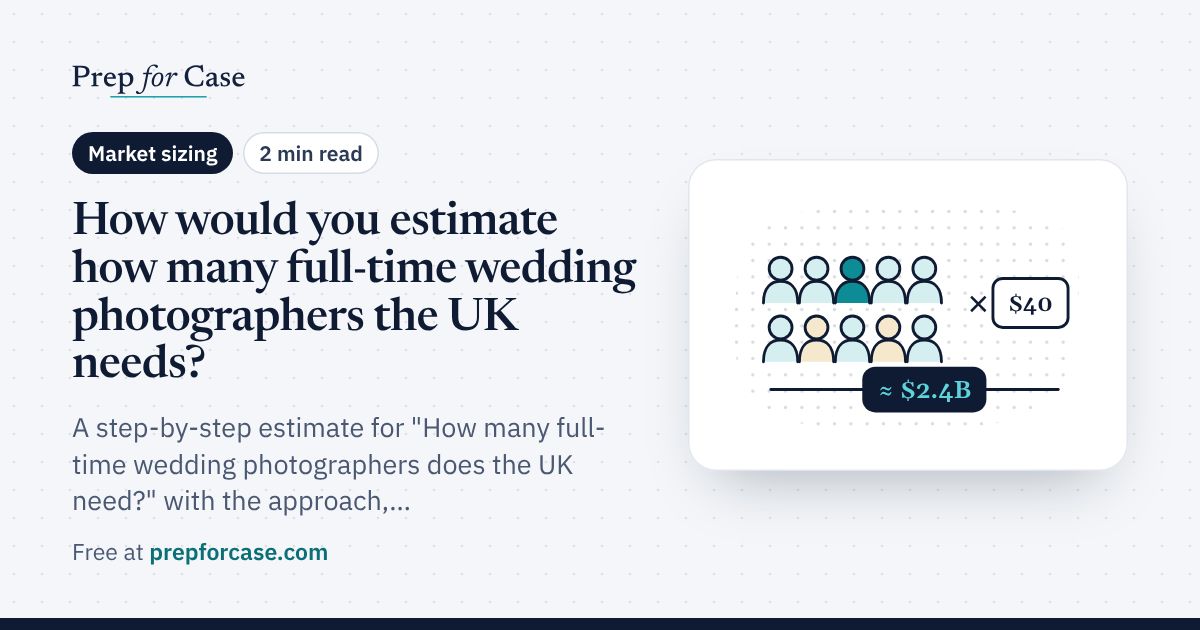 Prep for Case
Market sizing
2 min read
How would you estimate
how many full-time wedding
photographers the UK
needs?
A step-by-step estimate for "How many full-
time wedding photographers does the UK
need?" with the approach,...
Free at prepforcase.com
× $40
≈ $2.4B